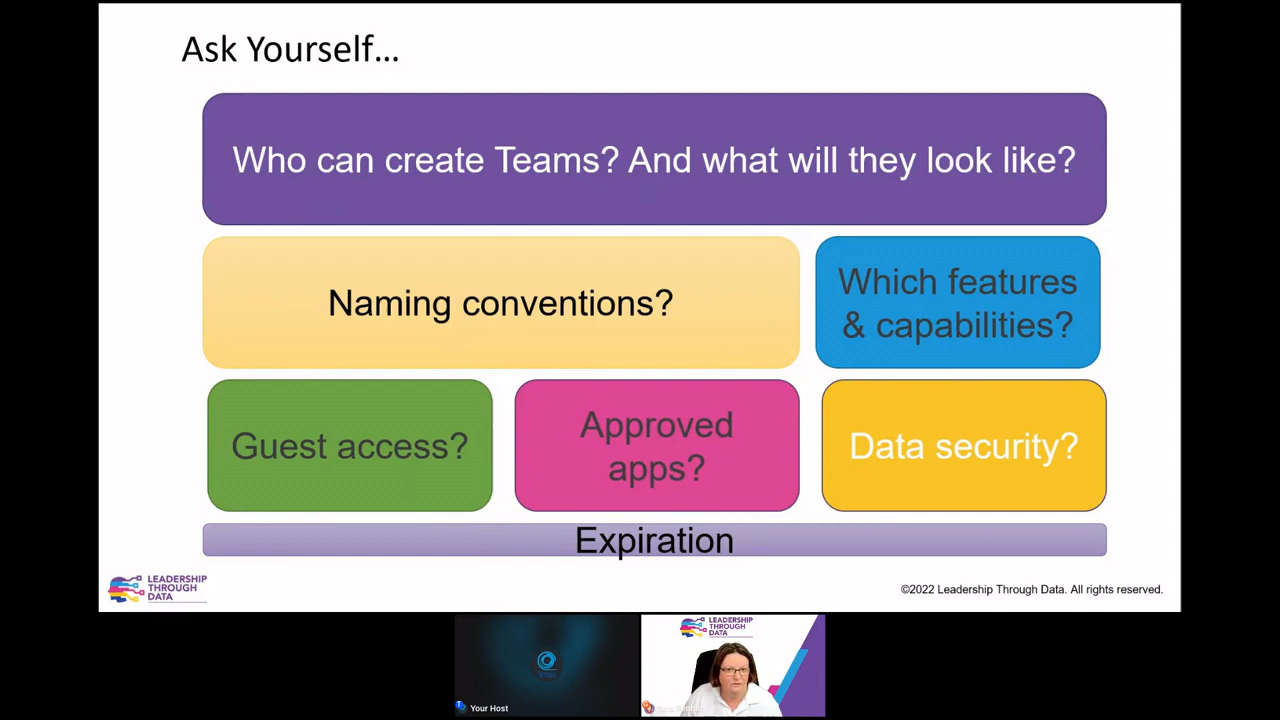 Ask Yourself...
Who can create Teams? And what will they look like?
Naming conventions?
Which features
& capabilities?
Guest access?
Approved
apps?
Data security?
Expiration
LEADERSHIP
THROUGH
DATA
©2022 Leadership Through Data. All rights reserved.
LEADERSHIP
THROUGH
DATA
Your Host